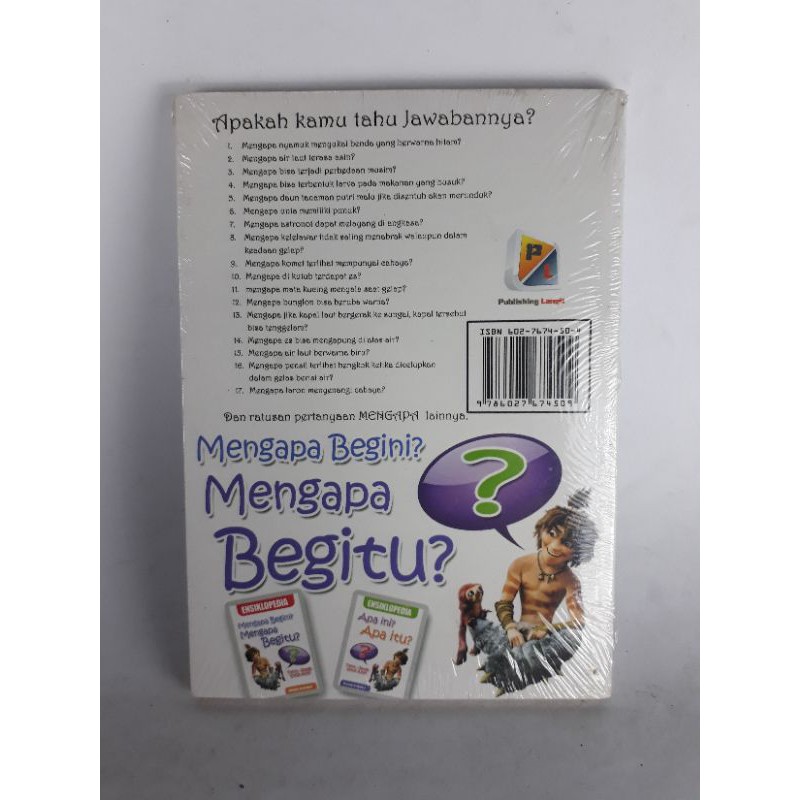 Apakah kamu tahu Jawabannya?
1. Mengapa nyamuk menyukai benda yang berwarna hitam?
2. Mengapa air laut terasa asin?
3. Mengapa bisa terjadi perbedaan musim?
4. Mengapa bisa terbentuk larva pada makanan yang busuk?
5. Mengapa daun tanaman putri malu jika disentuh akan merunduk?
6. Mengapa unta memiliki punuk?
7. Mengapa astronot dapat melayang di angkasa?
8. Mengapa kelelawar tidak saling menabrak walaupun dalam
keadaan gelap?
9. Mengapa komet terlihat mempunyai cahaya?
10. Mengapa di kutub terdapat es?
11. mengapa mata kucing menyala saat gelap?
12. Mengapa bunglon bisa berubah warna?
13. Mengapa jika kapal laut bergerak ke sungai, kapal tersebut
bisa tenggelam?
14. Mengapa es bisa mengapung di atas air?
15. Mengapa air laut berwarna biru?
16. Mengapa pensil terlihat bengkok ketika dicelupkan
dalam gelas berisi air?
17. Mengapa laron mengenangi cahaya?
Dan ratusan pertanyaan MENGAPA lainnya.
PL
Publishing Langit
ISBN 602-7674-50-4
9 786027 674509
Mengapa Begini?
Mengapa
Begitu?
?
ENSIKLOPEDIA
Mengapa Begini?
Mengapa
Begitu?
?
ENSIKLOPEDIA
Apa ini?
Apa itu?
?